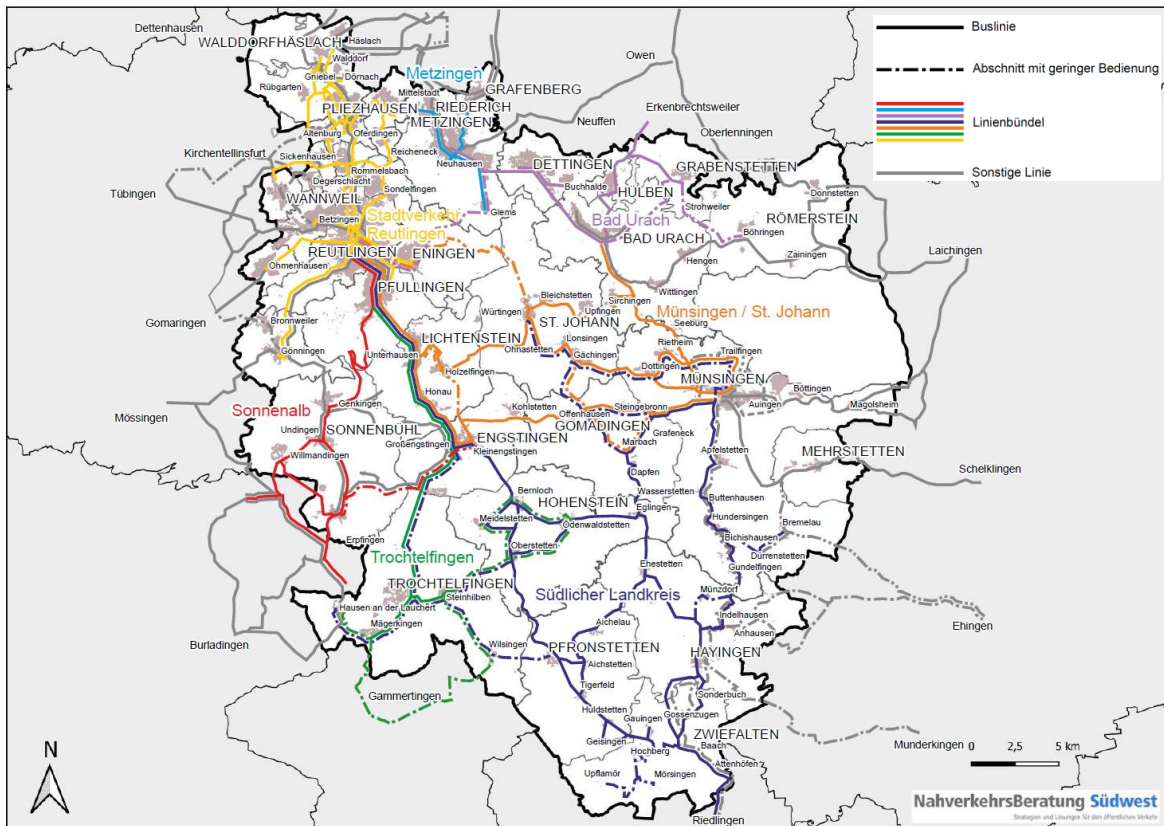 Dettenhausen
WALDDORFHÄSLACH
Häslach
Walddorf
Gniebel
Dörnach
Rübgarten
PLIEZHAUSEN
Mittelstadt
Metzingen
RIEDERICH
GRAFENBERG
METZINGEN
Owen
Erkenbrechtsweiler
Neuffen
Oberlenningen
Altenburg
Oferdingen
Kirchentellinsfurt
Sickenhausen
Reicheneck
Neuhausen
Rommelsbach
Degerschlacht
Sondelfingen
Tübingen
WANNWEIL
Betzingen
Stadtverkehr
Reutlingen
DETTINGEN
Buchhalde
HÜLBEN
GRABENSTETTEN
Donnstetten
Strohweiler
RÖMERSTEIN
Glems
Bad Urach
BAD URACH
Böhringen
Zainingen
Laichingen
REUTLINGEN
ENINGEN
Ohmenhausen
Hengen
PFULLINGEN
Wittlingen
Gomaringen
Bronnweiler
Gönningen
Bleichstetten
Sirchingen
Würtingen
Upfingen
Münsingen / St. Johann
ST. JOHANN
Seeburg
LICHTENSTEIN
Lonsingen
Rietheim
Trailfingen
Unterhausen
Ohnastetten
Gächingen
Holzelfingen
Dottingen
MÜNSINGEN
Böttingen
Honau
Mössingen
Sonnenalb
Genkingen
Kohlstetten
Offenhausen
Steingebronn
Auingen
Magolsheim
Undingen
SONNENBÜHL
GOMADINGEN
Großengstingen
ENGSTINGEN
Kleinengstingen
Marbach
Grafeneck
Apfelstetten
MEHRSTETTEN
Willmandingen
Dapfen
Schelklingen
Bernloch
Wasserstetten
Buttenhausen
HOHENSTEIN
Eglingen
Meidelstetten
Hundersingen
Bremelau
Ödenwaldstetten
Bichishausen
Erpfingen
Oberstetten
Dürrenstetten
Trochtelfingen
Ehestetten
Gundelfingen
TROCHTELFINGEN
Südlicher Landkreis
Münzdorf
Steinhilben
Hausen an der Lauchert
Indelhausen
Aichelau
Mägerkingen
Anhausen
Ehingen
Burladingen
Wilsingen
PFRONSTETTEN
HAYINGEN
Aichstetten
Gammertingen
Tigerfeld
Sonderbuch
Huldstetten
Gauingen
Gossenzugen
ZWIEFALTEN
Geisingen
Hochberg
Baach
Munderkingen
Attenhöfen
Upflamör
Mörsingen
Riedlingen
Buslinie
Abschnitt mit geringer Bedienung
Linienbündel
Sonstige Linie
N
0 2,5 5 km
NahverkehrsBeratung Südwest
Strategien und Lösungen für den öffentlichen Verkehr